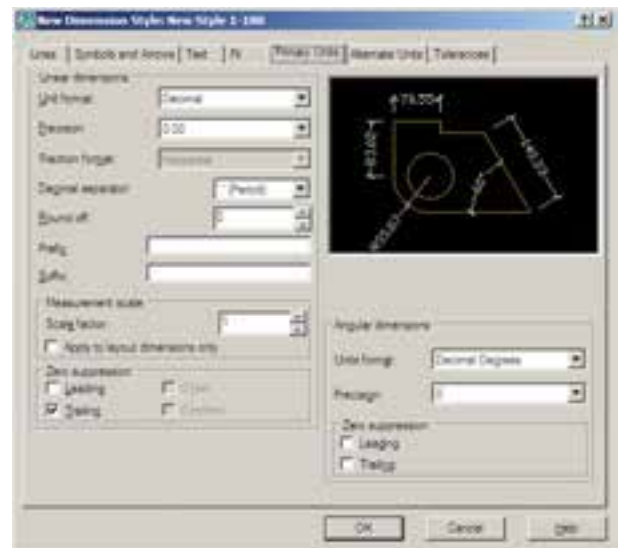 New Dimension Style: New Style 1-100
Lines Symbols and Arrows Text Fit Primary Units Alternate Units Tolerances
Linear dimensions
Unit format: Decimal
Precision 0.00
Fraction format: Horizontal
Decimal separator: '.' (Period)
Round off:
Prefix:
Suffix:
Measurement scale
Scale factor: 1
Apply to layout dimensions only
Zero suppression
Leading
Trailing
Angular dimensions
Units format: Decimal Degrees
Precision: 0
Zero suppression
Leading
Trailing
OK Cancel Help